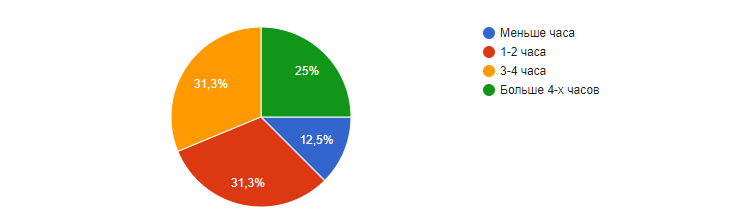 25%
31,3%
12,5%
31,3%
Меньше часа
1-2 часа
3-4 часа
Больше 4-х часов